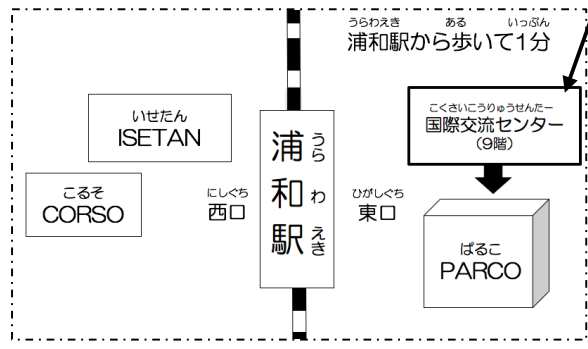 うらわえき ある いっぷん
浦和駅から歩いて1分
こくさいこうりゅうせんたー
国際交流センター
(9階)
いせたん
ISETAN
こるそ
CORSO
にしぐち
西口
うら わ えき
浦和駅
ひがしぐち
東口
ぱるこ
PARCO